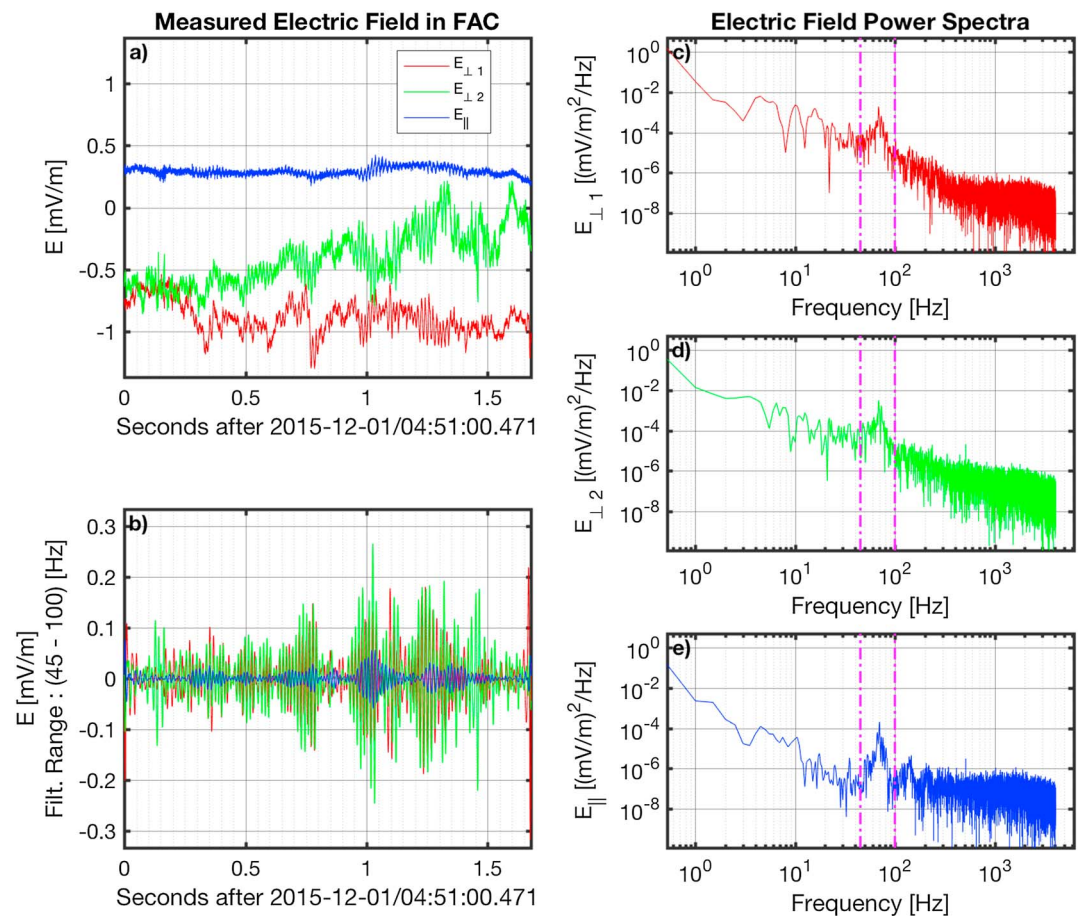 Measured Electric Field in FAC
a)
E⊥ 1
E⊥ 2
E||
1
0.5
0
-0.5
-1
E [mV/m]
0
0.5
1
1.5
Seconds after 2015-12-01/04:51:00.471
b)
0.3
0.2
0.1
0
-0.1
-0.2
-0.3
E [mV/m]
Filt. Range : (45 - 100) [Hz]
0
0.5
1
1.5
Seconds after 2015-12-01/04:51:00.471
Electric Field Power Spectra
c)
10^0
10^-2
10^-4
10^-6
10^-8
E⊥ 1 [(mV/m)^2/Hz]
10^0
10^1
10^2
10^3
Frequency [Hz]
d)
10^0
10^-2
10^-4
10^-6
10^-8
E⊥ 2 [(mV/m)^2/Hz]
10^0
10^1
10^2
10^3
Frequency [Hz]
e)
10^0
10^-2
10^-4
10^-6
10^-8
E|| [(mV/m)^2/Hz]
10^0
10^1
10^2
10^3
Frequency [Hz]